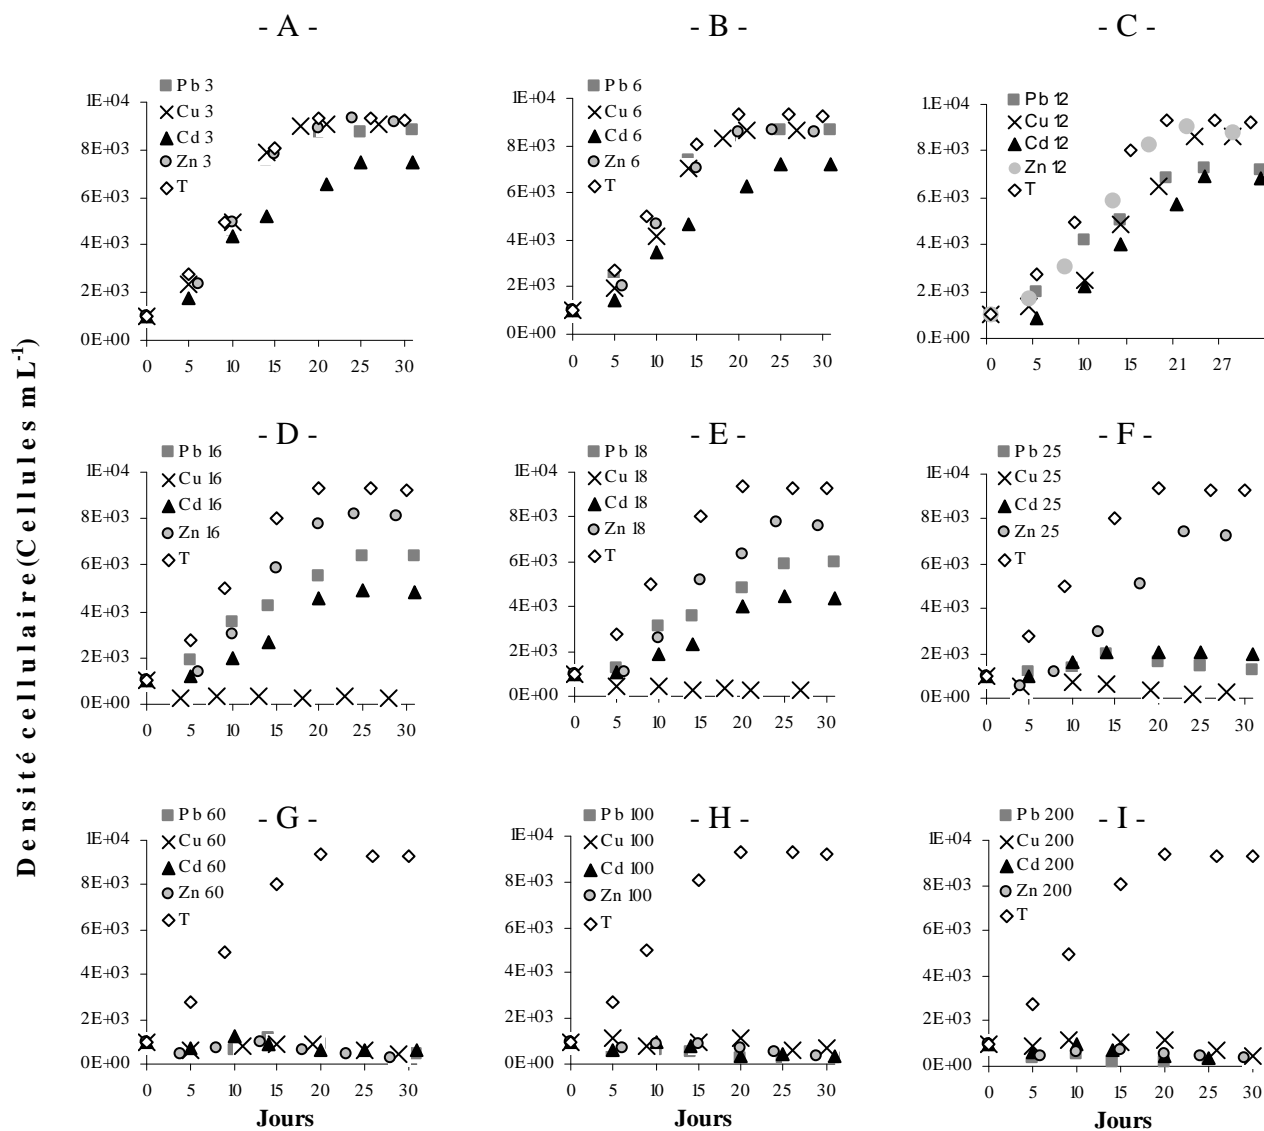 - A -
Pb 3
Cu 3
Cd 3
Zn 3
T
1E+04
8E+03
6E+03
4E+03
2E+03
0E+00
0 5 10 15 20 25 30
- B -
Pb 6
Cu 6
Cd 6
Zn 6
T
1E+04
8E+03
6E+03
4E+03
2E+03
0E+00
0 5 10 15 20 25 30
- C -
Pb 12
Cu 12
Cd 12
Zn 12
T
1.E+04
8.E+03
6.E+03
4.E+03
2.E+03
0.E+00
0 5 10 15 21 27
Densité cellulaire (Cellules mL-1)
- D -
Pb 16
Cu 16
Cd 16
Zn 16
T
1E+04
8E+03
6E+03
4E+03
2E+03
0E+00
0 5 10 15 20 25 30
- E -
Pb 18
Cu 18
Cd 18
Zn 18
T
1E+04
8E+03
6E+03
4E+03
2E+03
0E+00
0 5 10 15 20 25 30
- F -
Pb 25
Cu 25
Cd 25
Zn 25
T
1E+04
8E+03
6E+03
4E+03
2E+03
0E+00
0 5 10 15 20 25 30
- G -
Pb 60
Cu 60
Cd 60
Zn 60
T
1E+04
8E+03
6E+03
4E+03
2E+03
0E+00
0 5 10 15 20 25 30
Jours
- H -
Pb 100
Cu 100
Cd 100
Zn 100
T
1E+04
8E+03
6E+03
4E+03
2E+03
0E+00
0 5 10 15 20 25 30
Jours
- I -
Pb 200
Cu 200
Cd 200
Zn 200
T
1E+04
8E+03
6E+03
4E+03
2E+03
0E+00
0 5 10 15 20 25 30
Jours